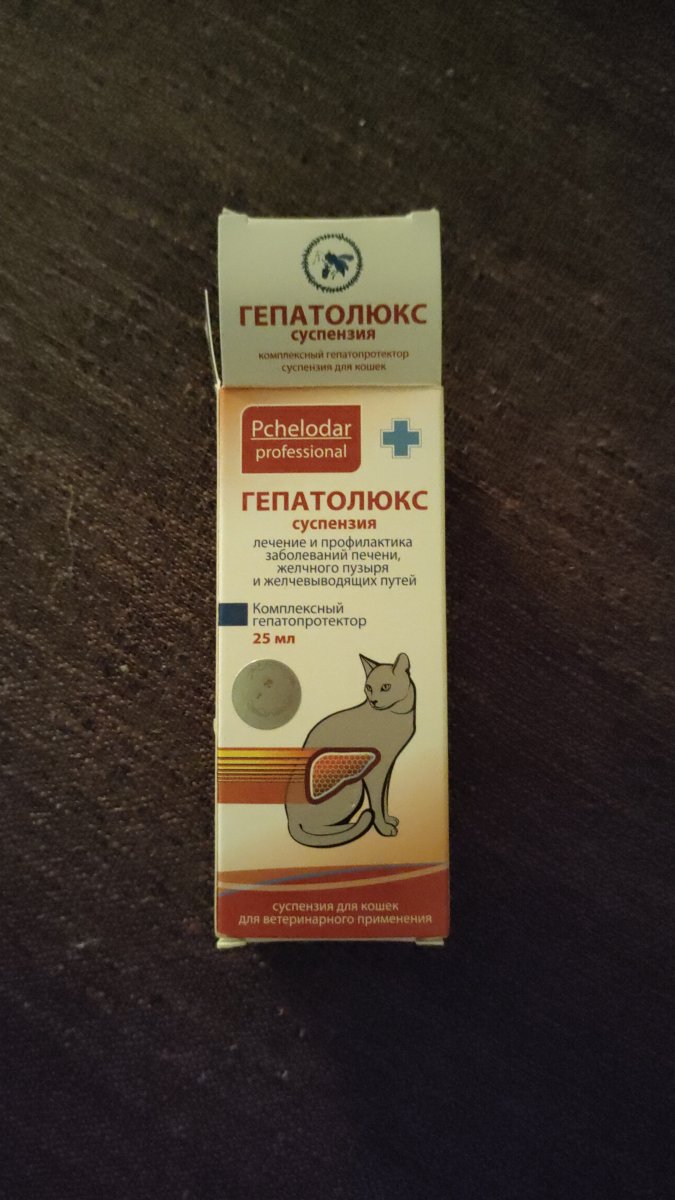 ГЕПАТОЛЮКС
суспензия
комплексный гепатопротектор
суспензия для кошек
Pchelodar
professional
ГЕПАТОЛЮКС
суспензия
лечение и профилактика
заболеваний печени,
желчного пузыря
и желчевыводящих путей
Комплексный
гепатопротектор
25 мл
суспензия для кошек
для ветеринарного применения